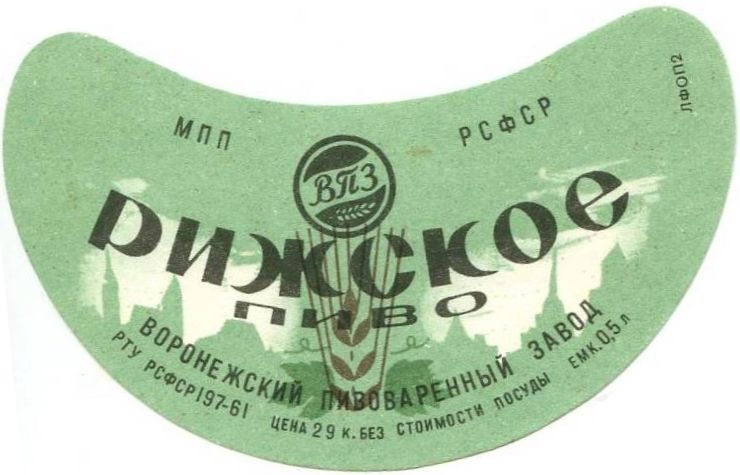 МПП РСФСР
ЛФОП2
ВПЗ
РИЖСКОЕ
ПИВО
ВОРОНЕЖСКИЙ ПИВОВАРЕННЫЙ ЗАВОД
РТУ РСФСР197-61 ЦЕНА 29 К. БЕЗ СТОИМОСТИ ПОСУДЫ ЕМК. 0,5 Л